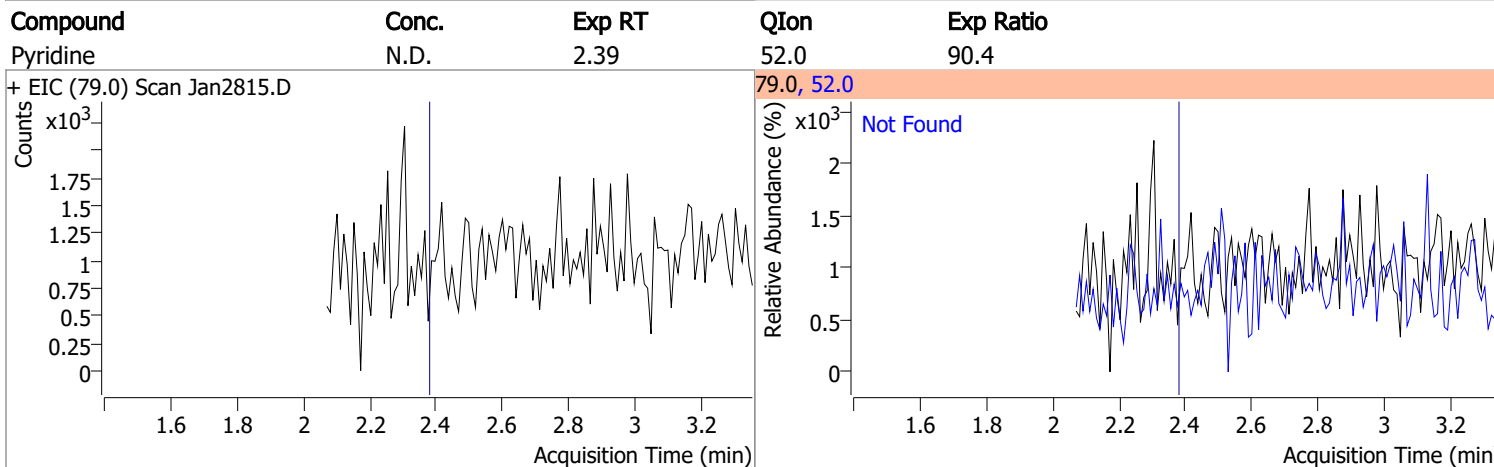 Compound Conc. Exp RT QIon Exp Ratio
Pyridine N.D. 2.39 52.0 90.4
+ EIC (79.0) Scan Jan2815.D
Counts
x10³
1.75
1.5
1.25
1
0.75
0.5
0.25
0
1.6 1.8 2 2.2 2.4 2.6 2.8 3 3.2
Acquisition Time (min)
79.0, 52.0
Relative Abundance (%)
x10³
Not Found
2
1.5
1
0.5
0
1.6 1.8 2 2.2 2.4 2.6 2.8 3 3.2
Acquisition Time (min